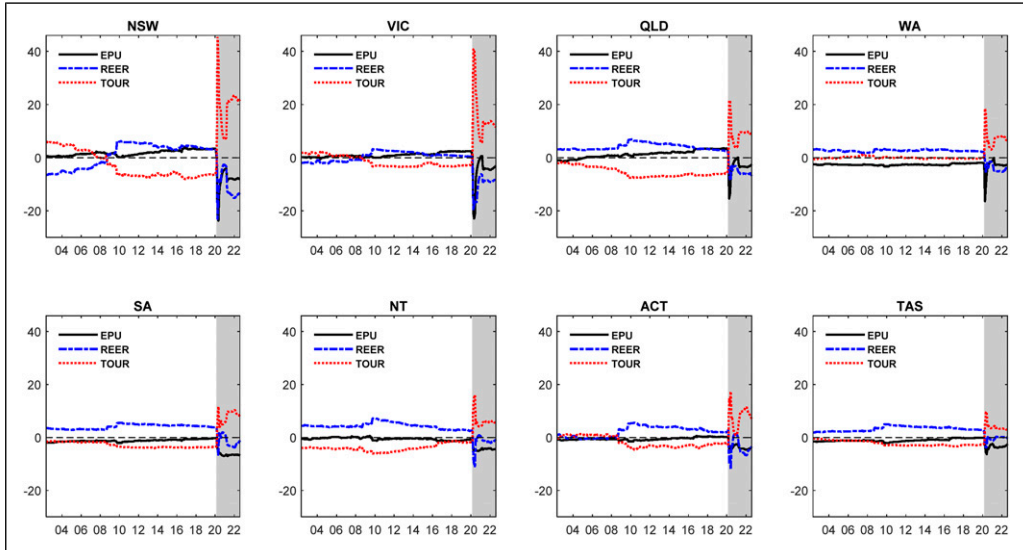 NSW VIC QLD WA
40 EPU 40 EPU 40 EPU 40 EPU
REER REER REER REER
20 TOUR 20 TOUR 20 TOUR 20 TOUR
0 0 0 0
-20 -20 -20 -20
04 06 08 10 12 14 16 18 20 22 04 06 08 10 12 14 16 18 20 22 04 06 08 10 12 14 16 18 20 22 04 06 08 10 12 14 16 18 20 22
SA NT ACT TAS
40 EPU 40 EPU 40 EPU 40 EPU
REER REER REER REER
20 TOUR 20 TOUR 20 TOUR 20 TOUR
0 0 0 0
-20 -20 -20 -20
04 06 08 10 12 14 16 18 20 22 04 06 08 10 12 14 16 18 20 22 04 06 08 10 12 14 16 18 20 22 04 06 08 10 12 14 16 18 20 22